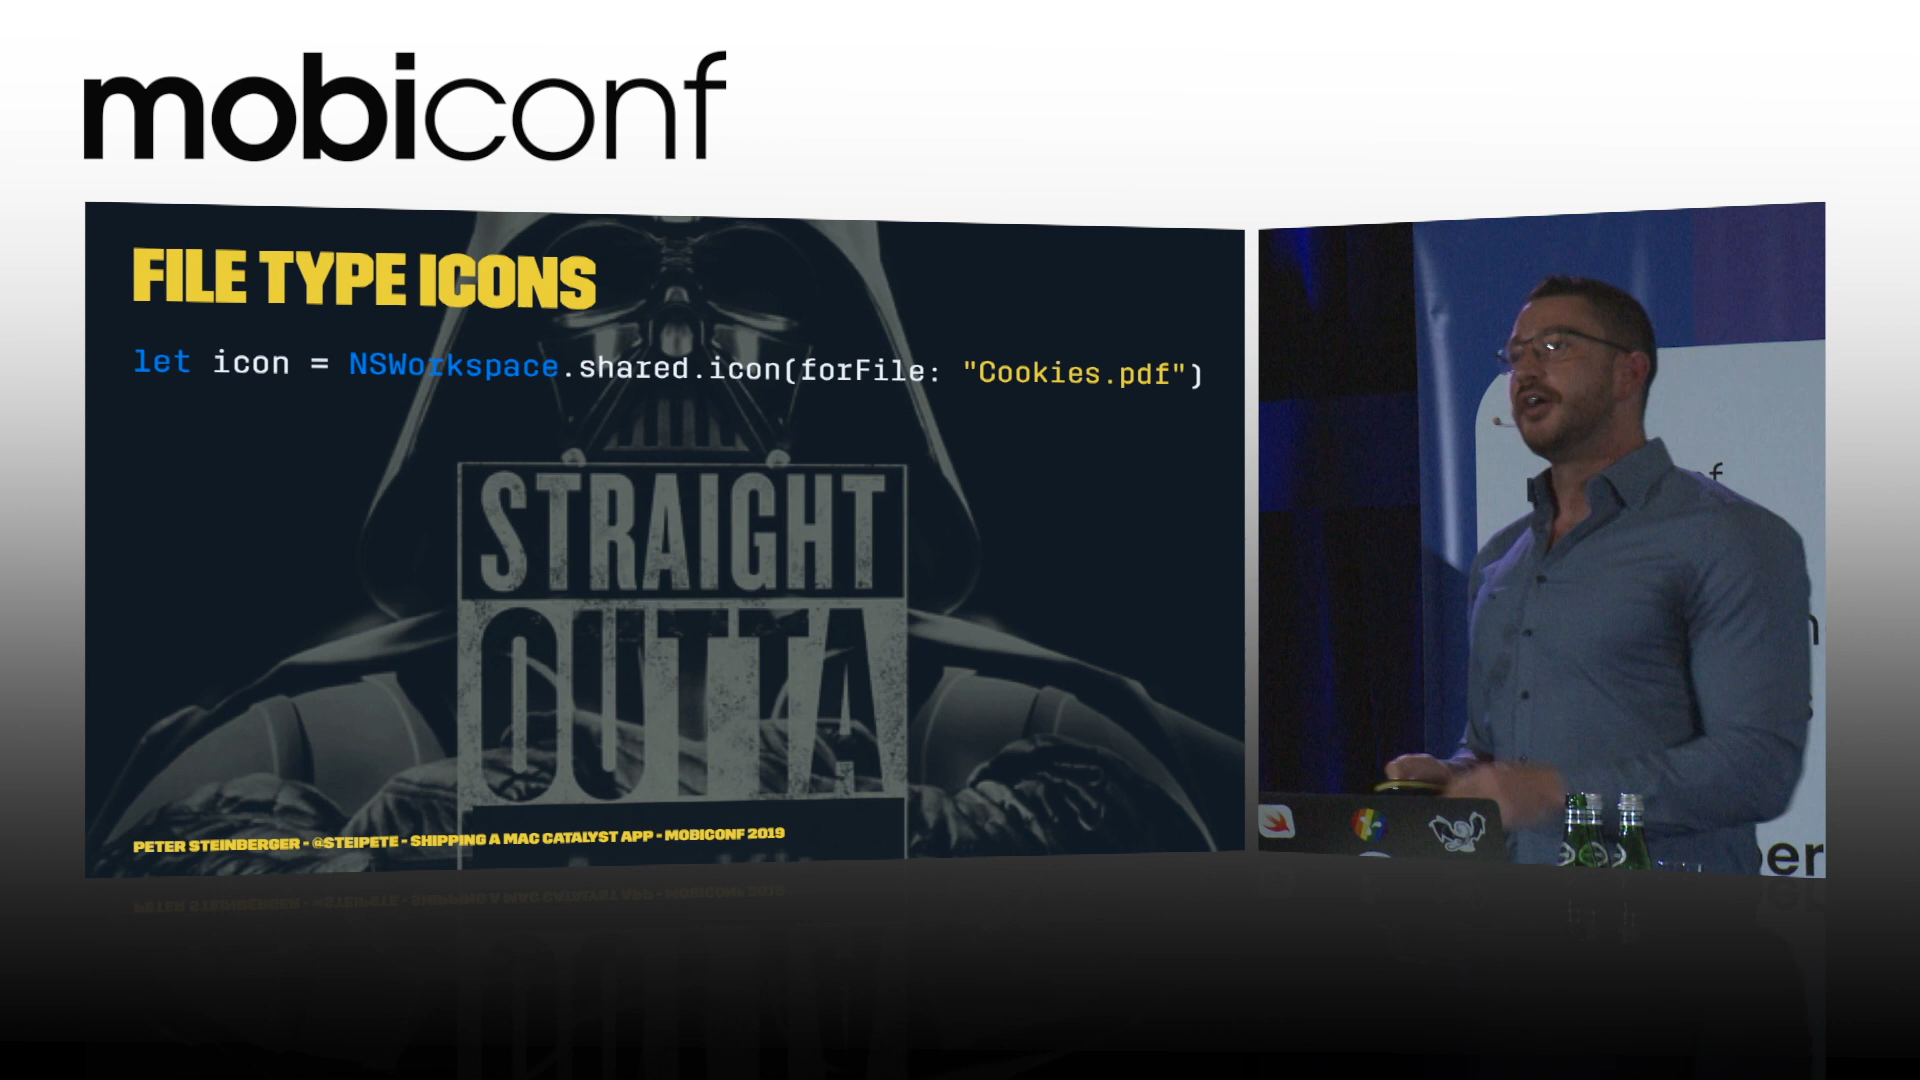 mobiconf
FILE TYPE ICONS
let icon = NSWorkspace.shared.icon(forFile: "Cookies.pdf")
STRAIGHT
OUTTA
PETER STEINBERGER - @STEIPETE - SHIPPING A MAC CATALYST APP - MOBICONF 2019